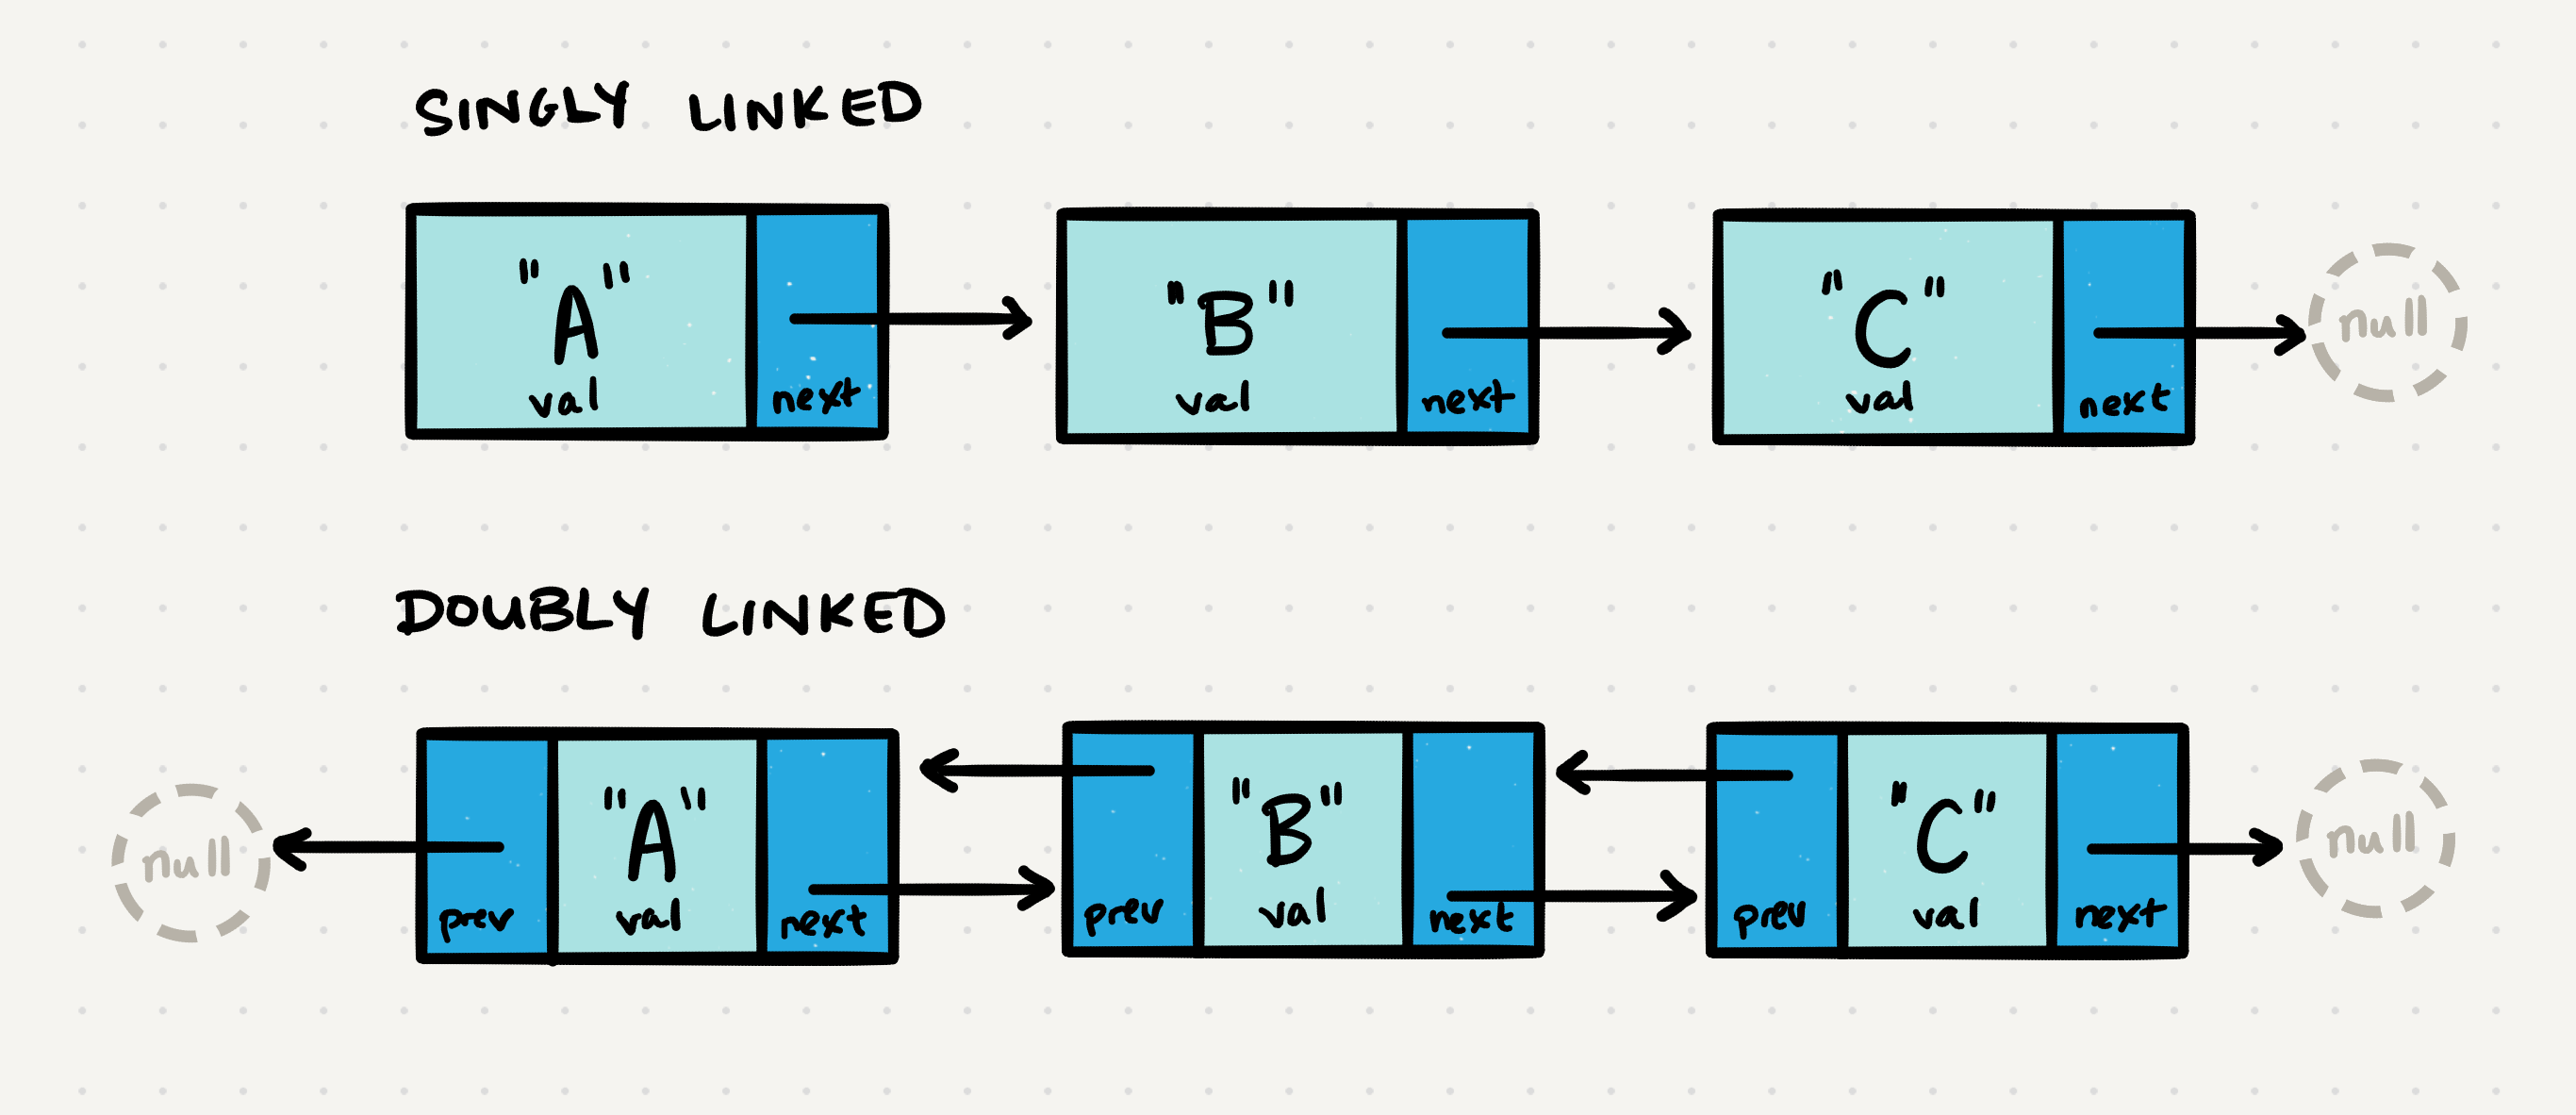 SINGLY LINKED
"A" "B" "C" null
val next val next val next
DOUBLY LINKED
null "A" "B" "C" null
prev val next prev val next prev val next